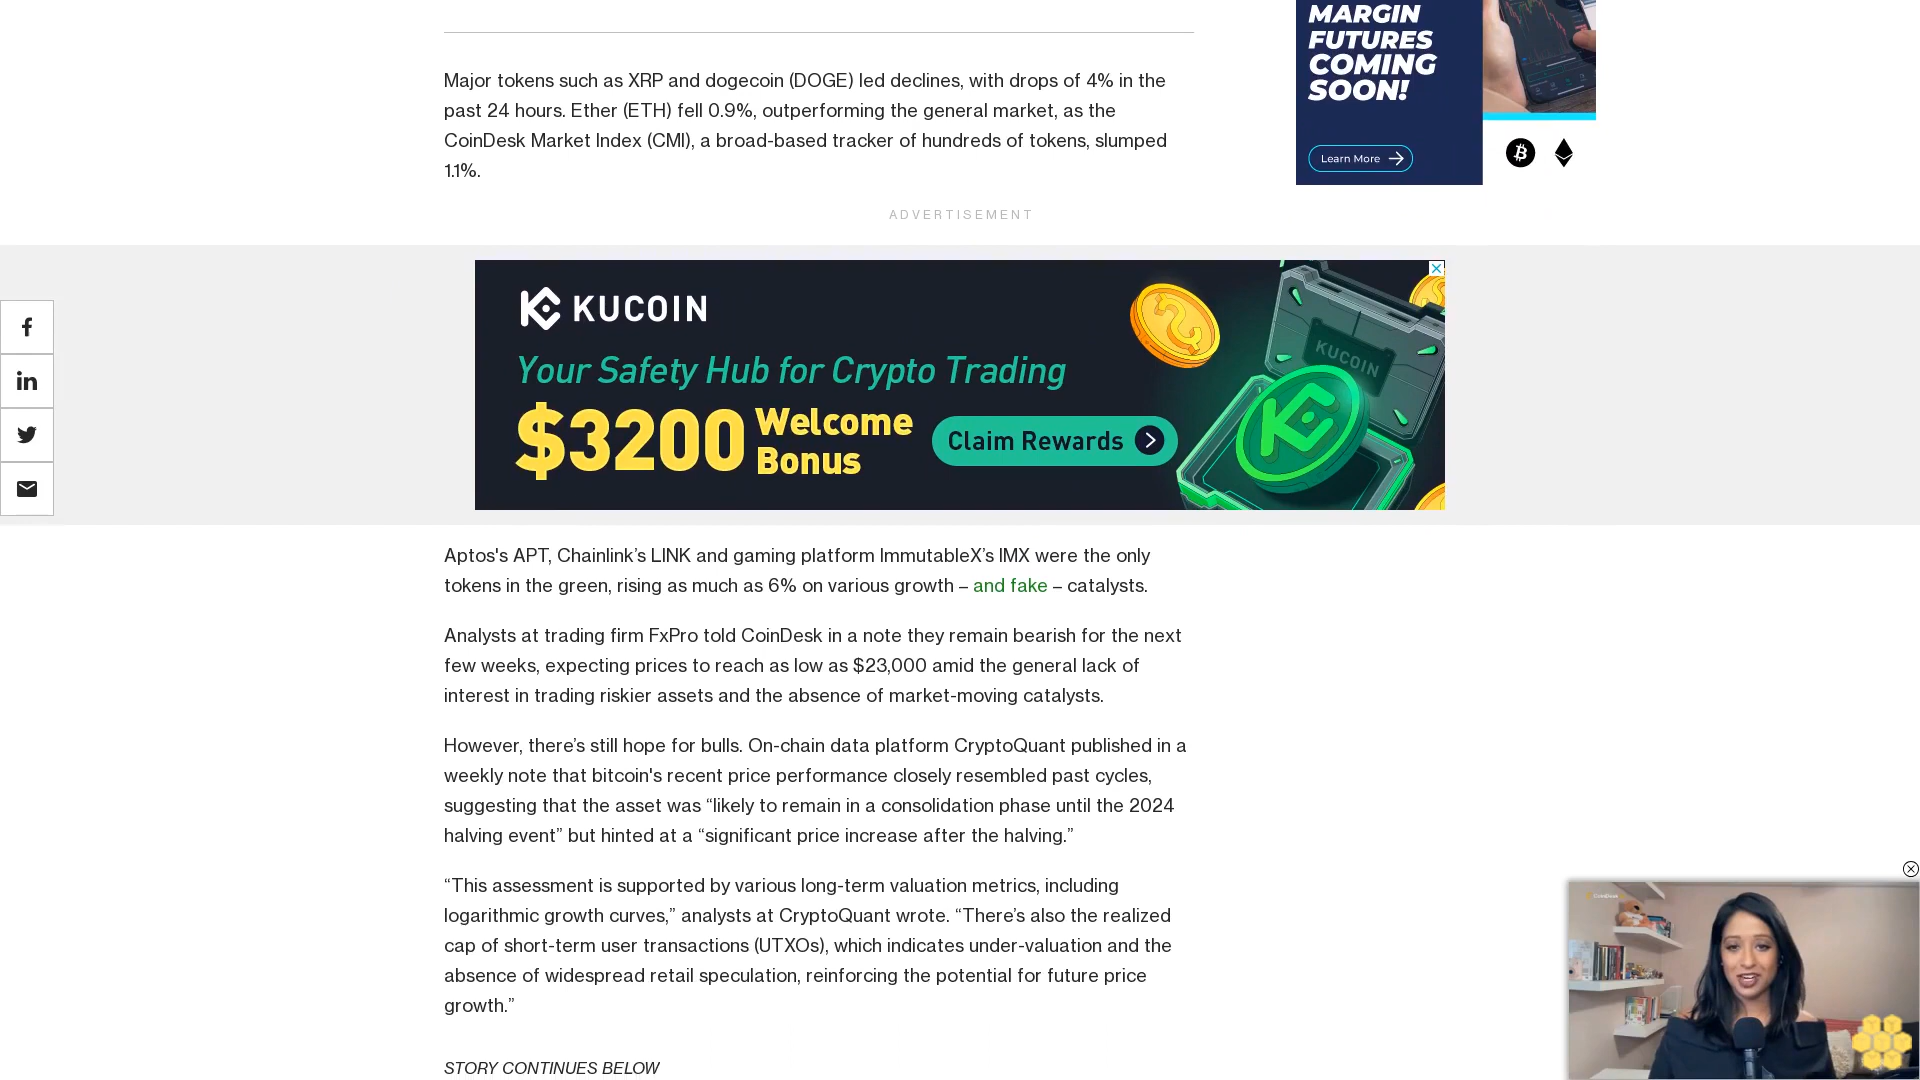 MARGIN
FUTURES
COMING
SOON!
Learn More
Major tokens such as XRP and dogecoin (DOGE) led declines, with drops of 4% in the
past 24 hours. Ether (ETH) fell 0.9%, outperforming the general market, as the
CoinDesk Market Index (CMI), a broad-based tracker of hundreds of tokens, slumped
1.1%.
ADVERTISEMENT
KUCOIN
Your Safety Hub for Crypto Trading
$3200 Welcome
Bonus
Claim Rewards
KUCOIN
Aptos's APT, Chainlink’s LINK and gaming platform ImmutableX’s IMX were the only
tokens in the green, rising as much as 6% on various growth – and fake – catalysts.
Analysts at trading firm FxPro told CoinDesk in a note they remain bearish for the next
few weeks, expecting prices to reach as low as $23,000 amid the general lack of
interest in trading riskier assets and the absence of market-moving catalysts.
However, there’s still hope for bulls. On-chain data platform CryptoQuant published in a
weekly note that bitcoin's recent price performance closely resembled past cycles,
suggesting that the asset was “likely to remain in a consolidation phase until the 2024
halving event” but hinted at a “significant price increase after the halving.”
“This assessment is supported by various long-term valuation metrics, including
logarithmic growth curves,” analysts at CryptoQuant wrote. “There’s also the realized
cap of short-term user transactions (UTXOs), which indicates under-valuation and the
absence of widespread retail speculation, reinforcing the potential for future price
growth.”
STORY CONTINUES BELOW
CoinDesk